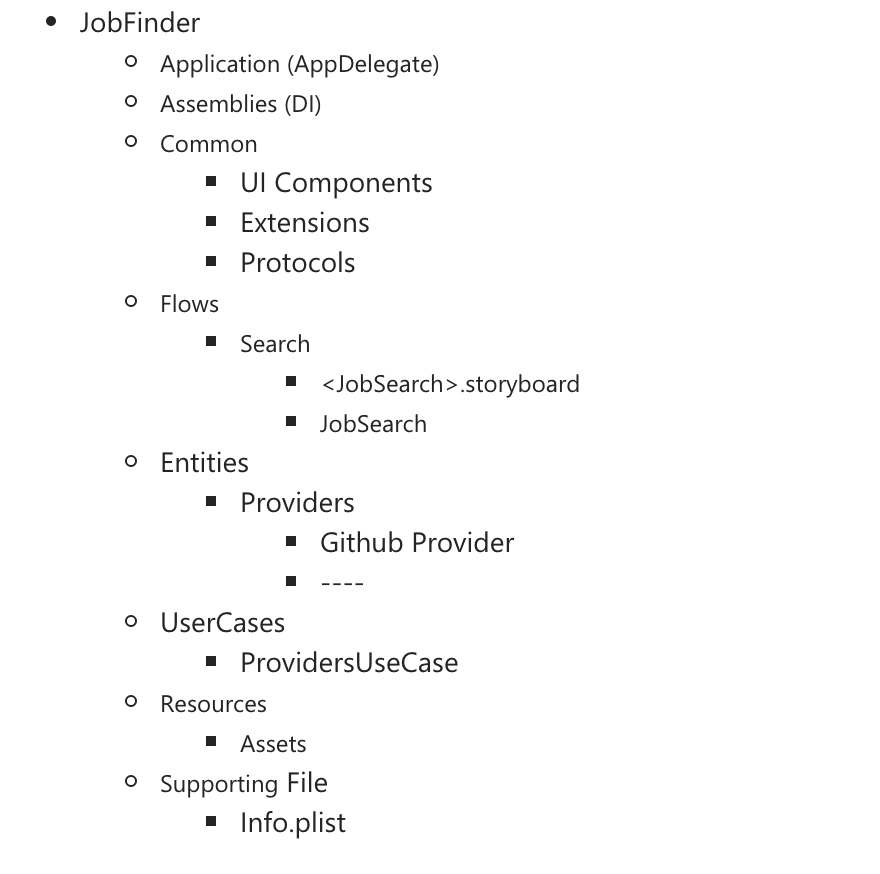 JobFinder
Application (AppDelegate)
Assemblies (DI)
Common
UI Components
Extensions
Protocols
Flows
Search
<JobSearch>.storyboard
JobSearch
Entities
Providers
Github Provider
----
UserCases
ProvidersUseCase
Resources
Assets
Supporting File
Info.plist